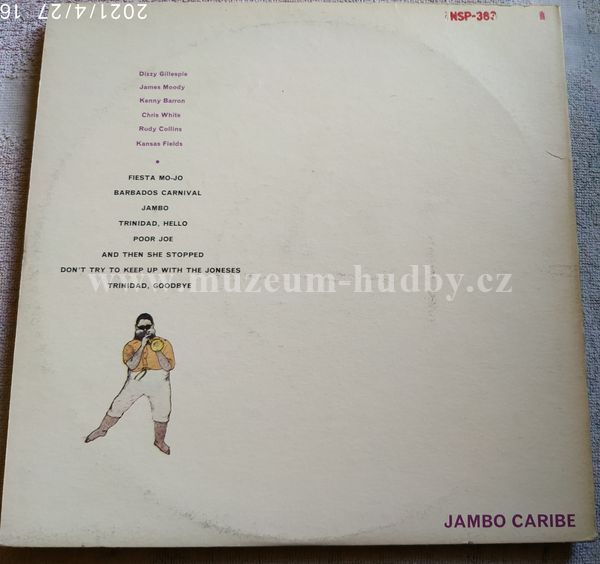 2021/4/27 16
NSP-383
Dizzy Gillespie
James Moody
Kenny Barron
Chris White
Rudy Collins
Kansas Fields
FIESTA MO-JO
BARBADOS CARNIVAL
JAMBO
TRINIDAD, HELLO
POOR JOE
AND THEN SHE STOPPED
DON'T TRY TO KEEP UP WITH THE JONESES
TRINIDAD, GOODBYE
www.muzeum-hudby.cz
JAMBO CARIBE